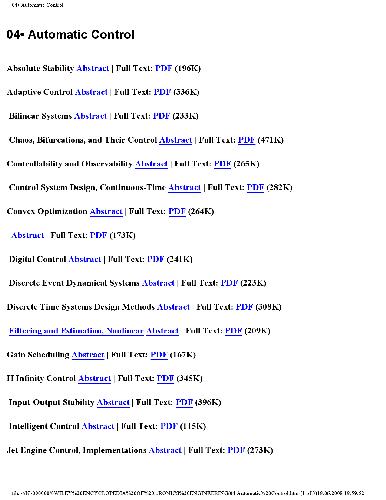 04- Automatic Control
04• Automatic Control
Absolute Stability Abstract | Full Text: PDF (196K)
Adaptive Control Abstract | Full Text: PDF (336K)
Bilinear Systems Abstract | Full Text: PDF (233K)
Chaos, Bifurcations, and Their Control Abstract | Full Text: PDF (471K)
Controllability and Observability Abstract | Full Text: PDF (265K)
Control System Design, Continuous-Time Abstract | Full Text: PDF (282K)
Convex Optimization Abstract | Full Text: PDF (264K)
Abstract | Full Text: PDF (173K)
Digital Control Abstract | Full Text: PDF (241K)
Discrete Event Dynamical Systems Abstract | Full Text: PDF (223K)
Discrete Time Systems Design Methods Abstract | Full Text: PDF (308K)
Filtering and Estimation, Nonlinear Abstract | Full Text: PDF (209K)
Gain Scheduling Abstract | Full Text: PDF (167K)
H Infinity Control Abstract | Full Text: PDF (345K)
Input-Output Stability Abstract | Full Text: PDF (396K)
Intelligent Control Abstract | Full Text: PDF (115K)
Jet Engine Control, Implementations Abstract | Full Text: PDF (273K)